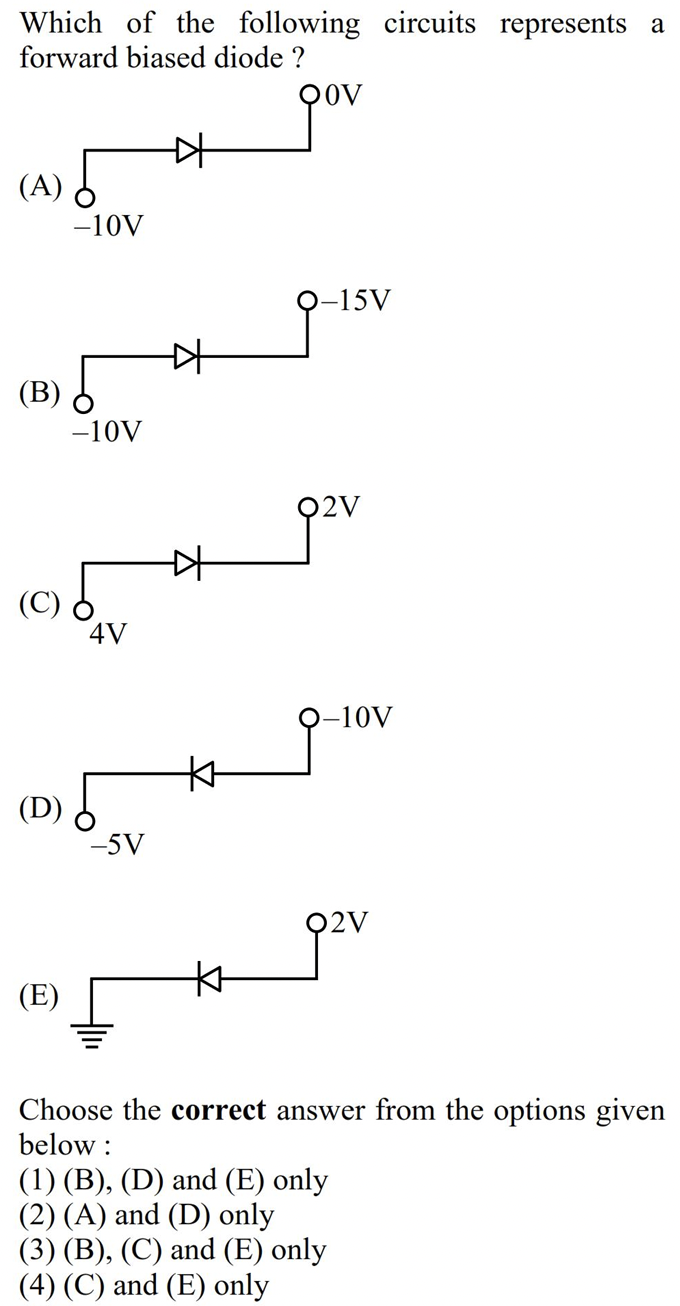 Which of the following circuits represents a
forward biased diode ?
0V
(A)
–10V
–15V
(B)
–10V
2V
(C)
4V
–10V
(D)
–5V
2V
(E)
Choose the correct answer from the options given
below :
(1) (B), (D) and (E) only
(2) (A) and (D) only
(3) (B), (C) and (E) only
(4) (C) and (E) only